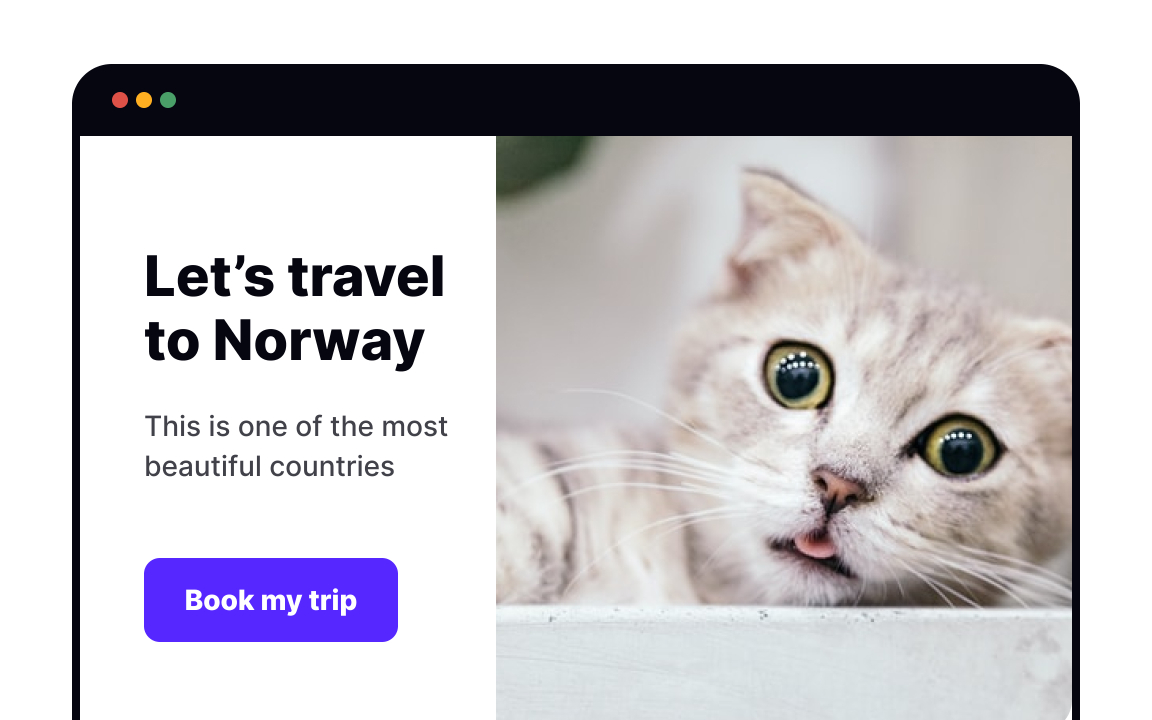 Let’s travel
to Norway
This is one of the most
beautiful countries
Book my trip